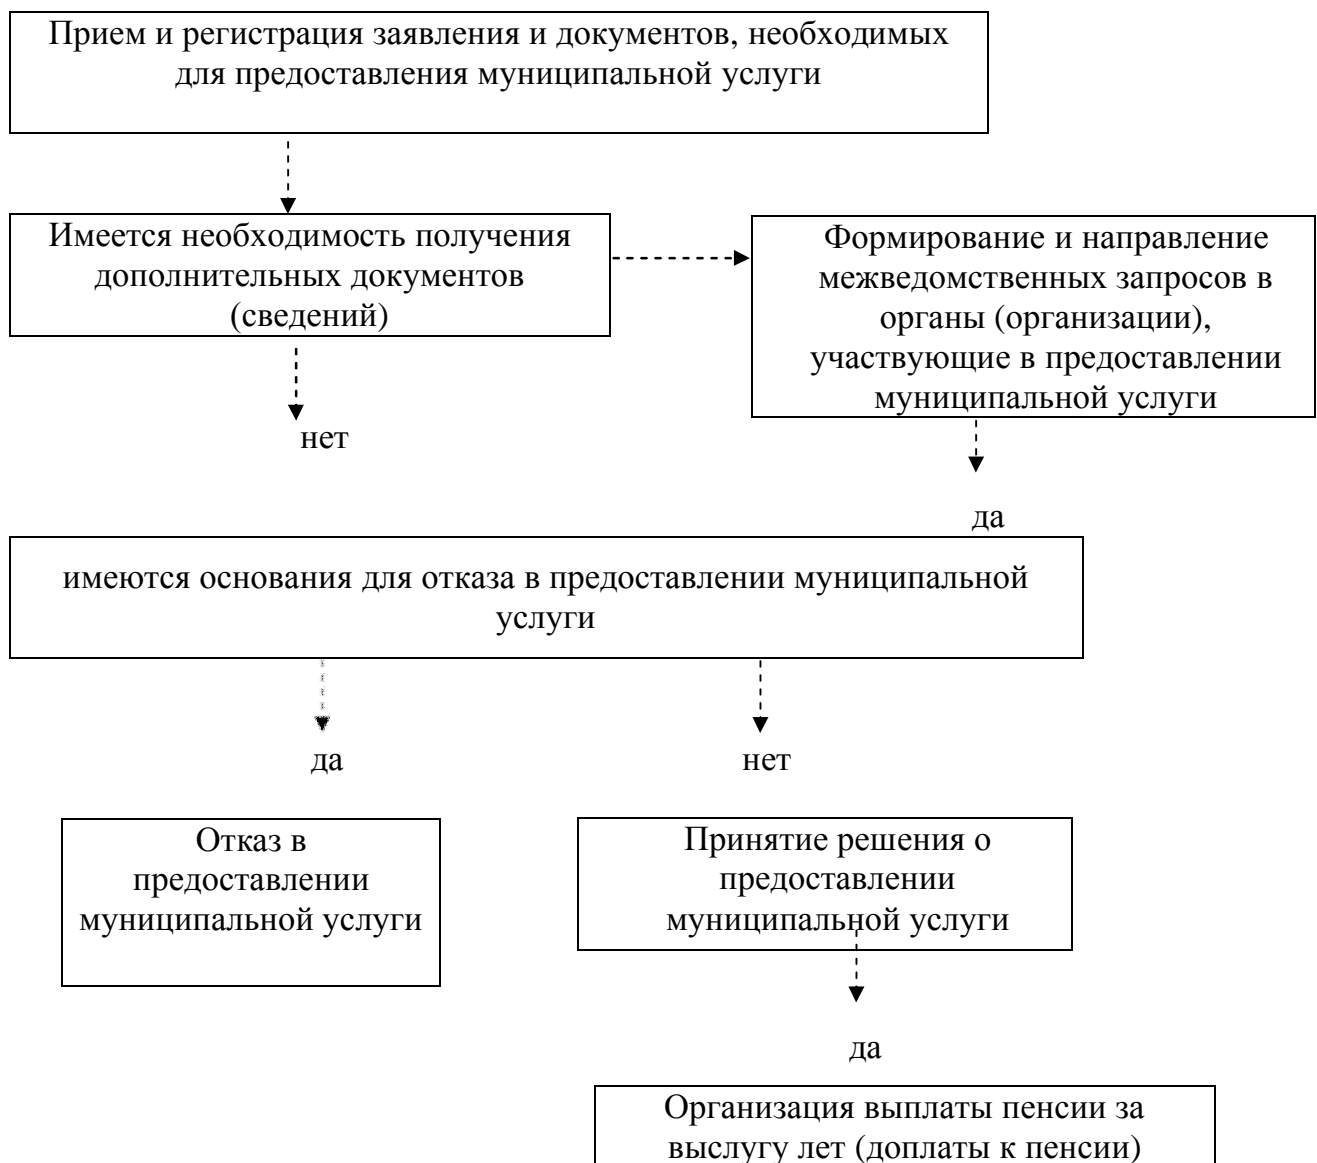 Прием и регистрация заявления и документов, необходимых
для предоставления муниципальной услуги
Имеется необходимость получения
дополнительных документов
(сведений)
Формирование и направление
межведомственных запросов в
органы (организации),
участвующие в предоставлении
муниципальной услуги
нет
да
имеются основания для отказа в предоставлении муниципальной
услуги
да
нет
Отказ в
предоставлении
муниципальной услуги
Принятие решения о
предоставлении
муниципальной услуги
да
Организация выплаты пенсии за
выслугу лет (доплаты к пенсии)